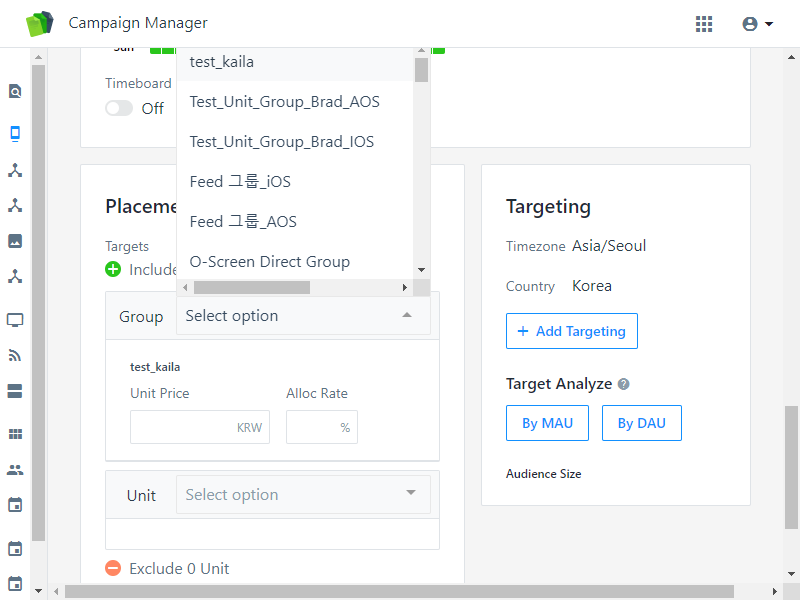 Campaign Manager
Sun
Timeboard
Off
test_kaila
Test_Unit_Group_Brad_AOS
Test_Unit_Group_Brad_IOS
Feed 그룹_iOS
Feed 그룹_AOS
O-Screen Direct Group
Placeme
Targets
Include
Group
Select option
test_kaila
Unit Price
Alloc Rate
KRW
%
Unit
Select option
Exclude 0 Unit
Targeting
Timezone Asia/Seoul
Country Korea
+ Add Targeting
Target Analyze ?
By MAU
By DAU
Audience Size